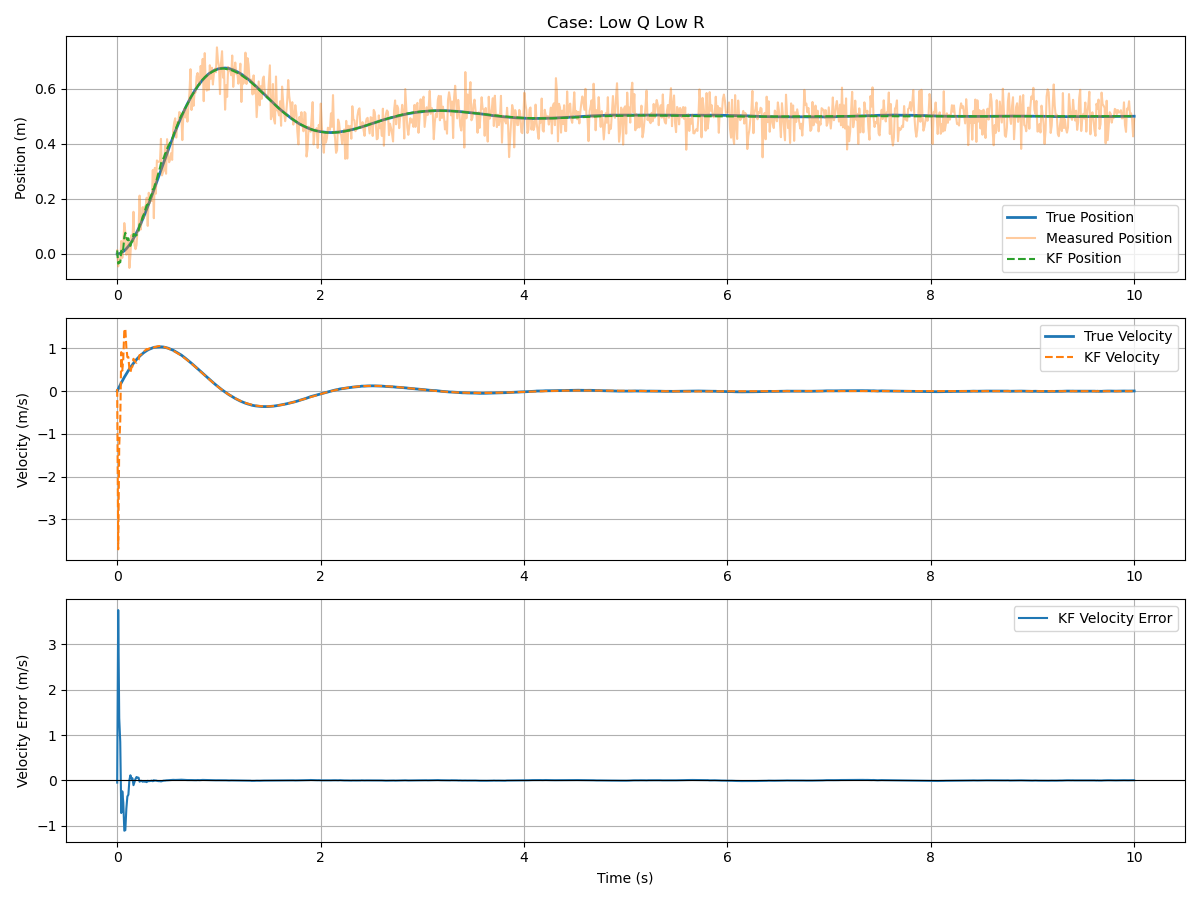 Case: Low Q Low R
Position (m)
0.6
0.4
0.2
0.0
True Position
Measured Position
KF Position
0 2 4 6 8 10
Velocity (m/s)
1
0
−1
−2
−3
True Velocity
KF Velocity
0 2 4 6 8 10
Velocity Error (m/s)
3
2
1
0
−1
KF Velocity Error
0 2 4 6 8 10
Time (s)